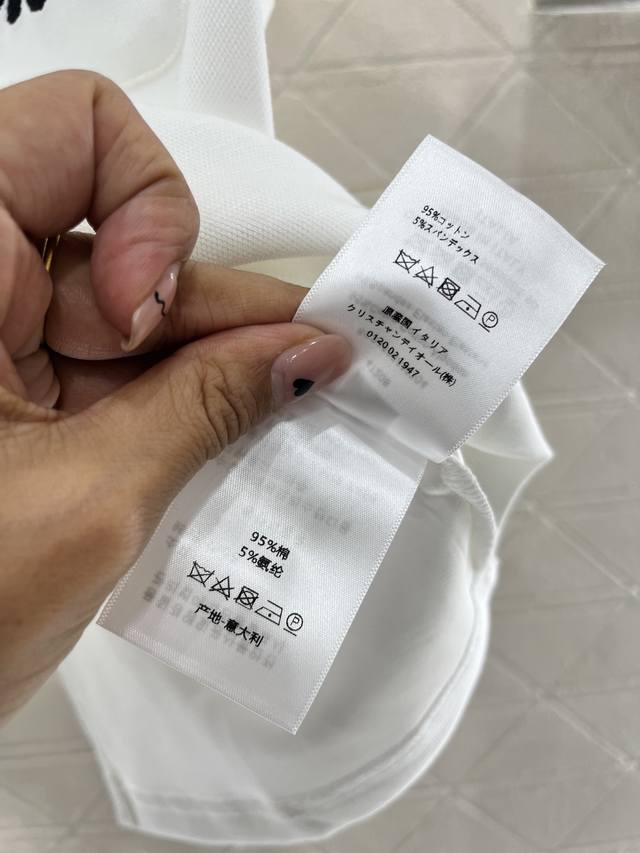 95%コットン
5%スパンデックス
P
原産国イタリア
クリスチャンディオール(株)
0120 02 1947
95%棉
5%氨纶
P
产地-意大利